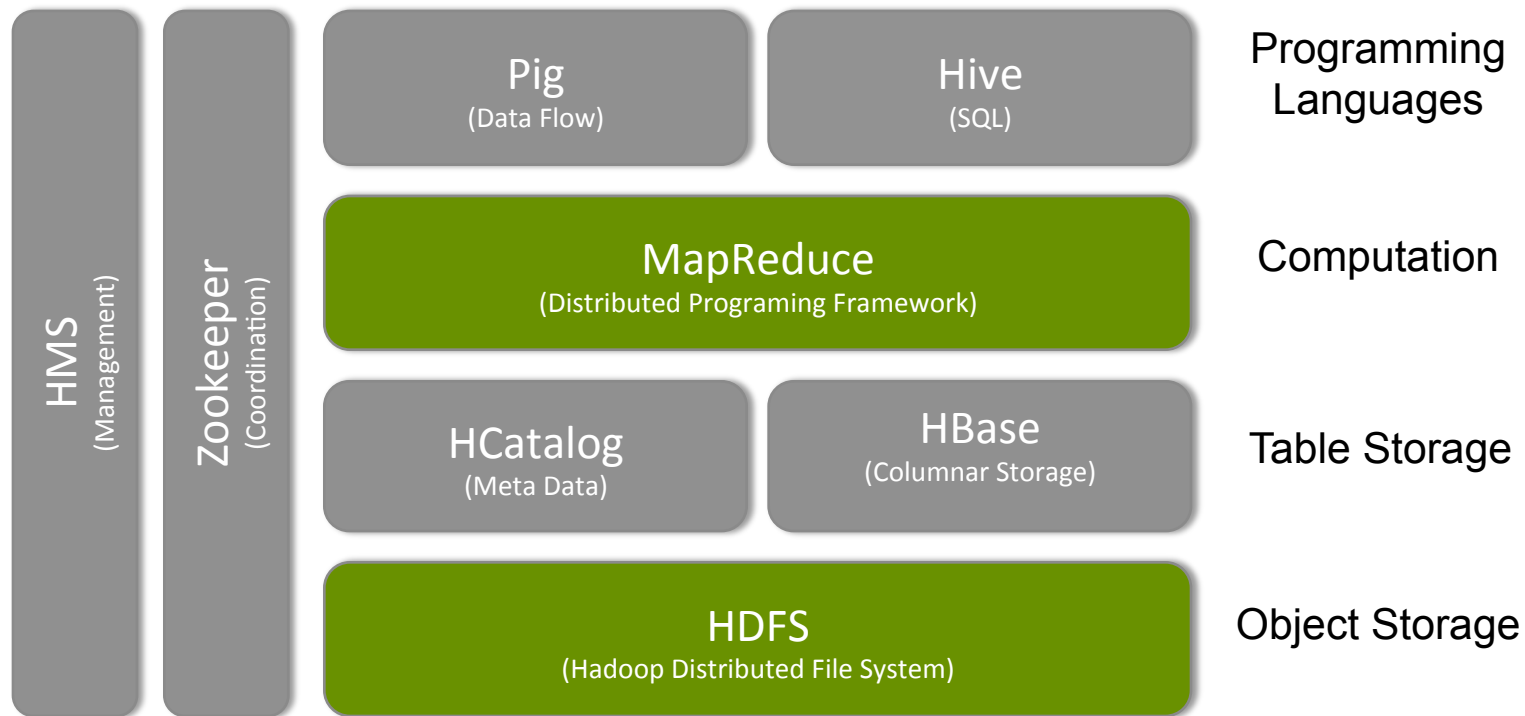 HMS
(Management)
Zookeeper
(Coordination)
Pig
(Data Flow)
Hive
(SQL)
Programming
Languages
MapReduce
(Distributed Programing Framework)
Computation
HCatalog
(Meta Data)
HBase
(Columnar Storage)
Table Storage
HDFS
(Hadoop Distributed File System)
Object Storage